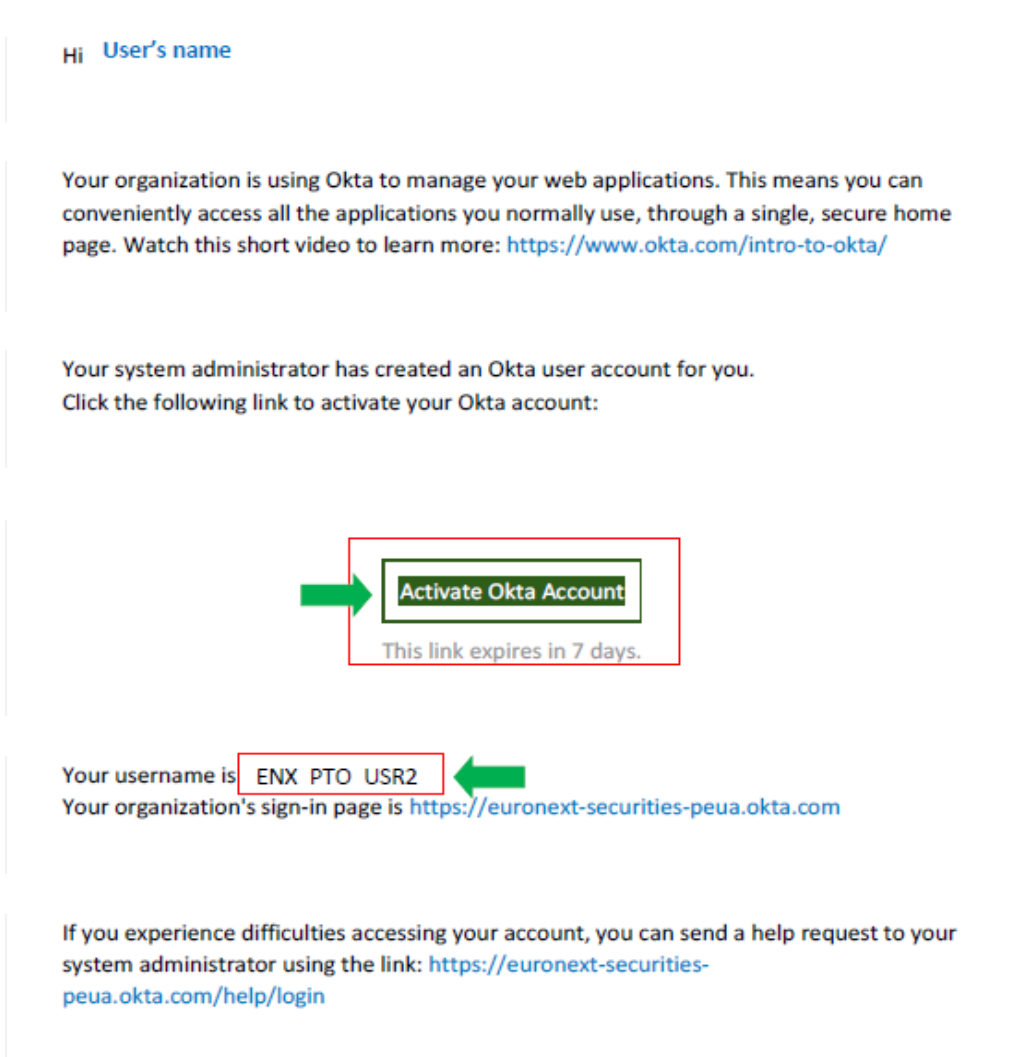 Hi User's name
Your organization is using Okta to manage your web applications. This means you can
conveniently access all the applications you normally use, through a single, secure home
page. Watch this short video to learn more: https://www.okta.com/intro-to-okta/
Your system administrator has created an Okta user account for you.
Click the following link to activate your Okta account:
Activate Okta Account
This link expires in 7 days.
Your username is ENX PTO USR2
Your organization's sign-in page is https://euronext-securities-peua.okta.com
If you experience difficulties accessing your account, you can send a help request to your
system administrator using the link: https://euronext-securities-
peua.okta.com/help/login